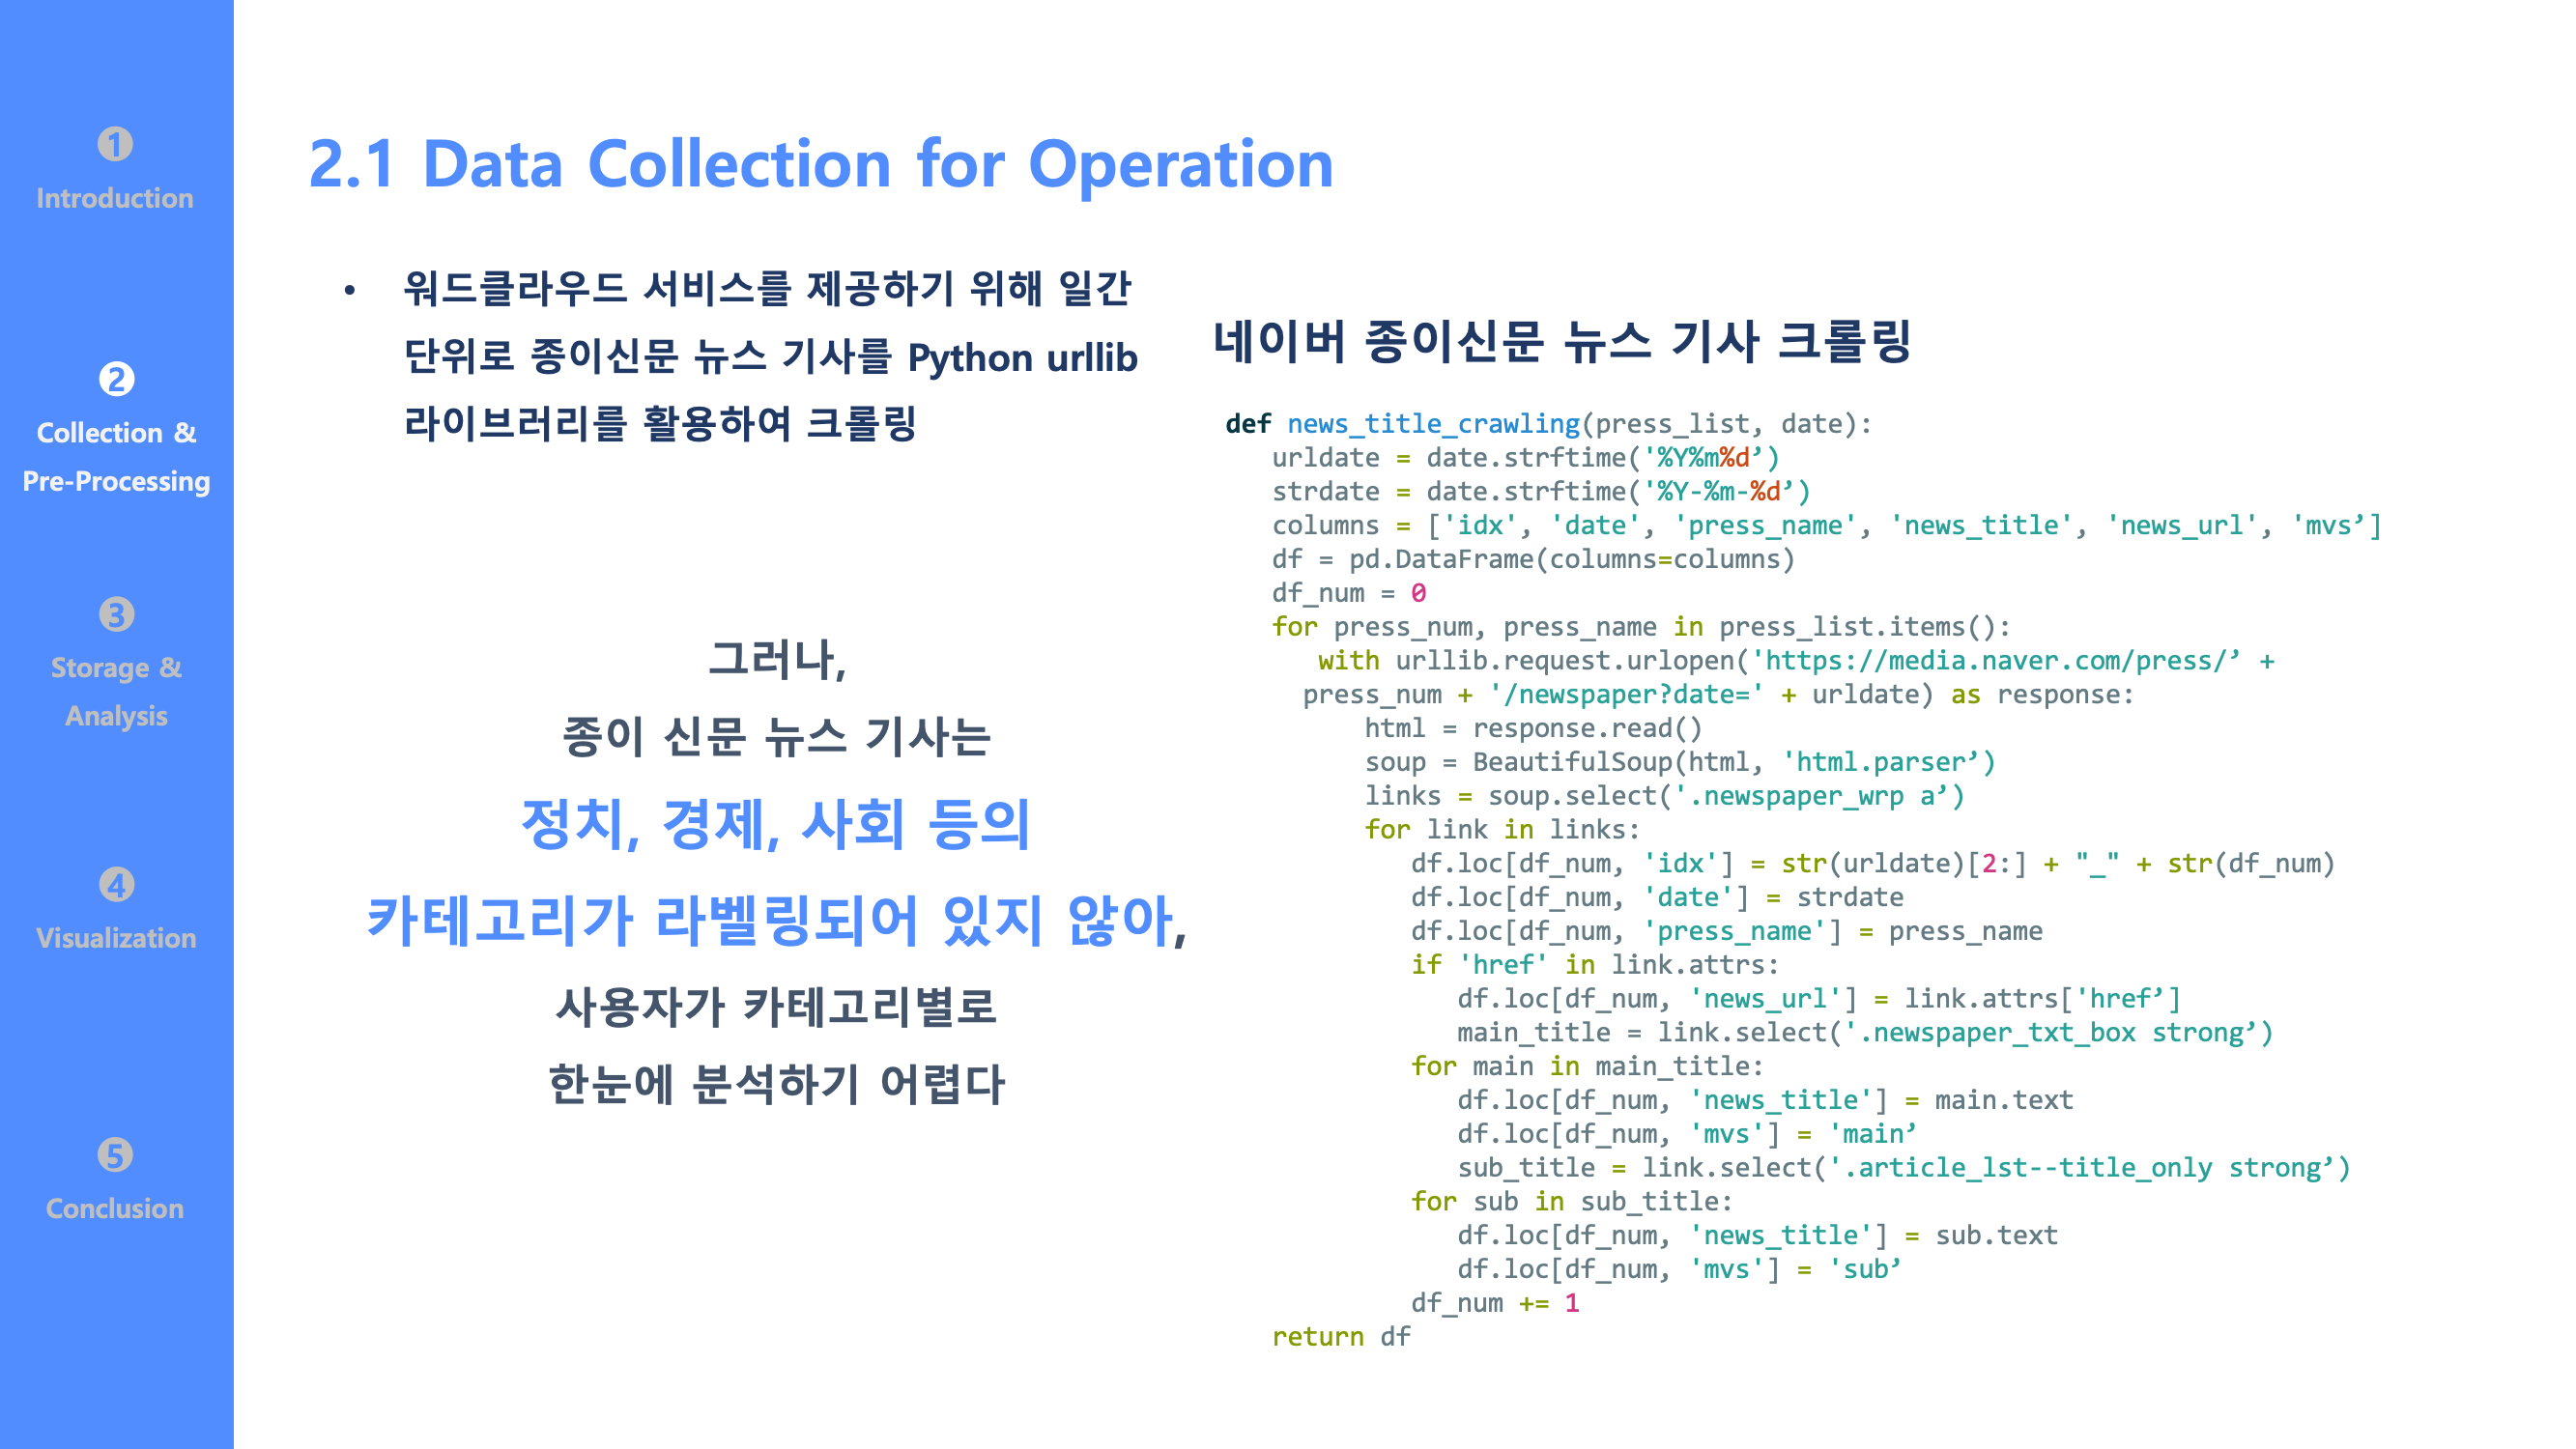 ❶
Introduction
❷
Collection &
Pre-Processing
❸
Storage &
Analysis
❹
Visualization
❺
Conclusion
2.1 Data Collection for Operation
• 워드클라우드 서비스를 제공하기 위해 일간
단위로 종이신문 뉴스 기사를 Python urllib
라이브러리를 활용하여 크롤링
그러나,
종이 신문 뉴스 기사는
정치, 경제, 사회 등의
카테고리가 라벨링되어 있지 않아,
사용자가 카테고리별로
한눈에 분석하기 어렵다
네이버 종이신문 뉴스 기사 크롤링
def news_title_crawling(press_list, date):
urldate = date.strftime('%Y%m%d’)
strdate = date.strftime('%Y-%m-%d’)
columns = ['idx', 'date', 'press_name', 'news_title', 'news_url', 'mvs’]
df = pd.DataFrame(columns=columns)
df_num = 0
for press_num, press_name in press_list.items():
with urllib.request.urlopen('https://media.naver.com/press/’ +
press_num + '/newspaper?date=' + urldate) as response:
html = response.read()
soup = BeautifulSoup(html, 'html.parser’)
links = soup.select('.newspaper_wrp a’)
for link in links:
df.loc[df_num, 'idx'] = str(urldate)[2:] + "_" + str(df_num)
df.loc[df_num, 'date'] = strdate
df.loc[df_num, 'press_name'] = press_name
if 'href' in link.attrs:
df.loc[df_num, 'news_url'] = link.attrs['href’]
main_title = link.select('.newspaper_txt_box strong’)
for main in main_title:
df.loc[df_num, 'news_title'] = main.text
df.loc[df_num, 'mvs'] = 'main’
sub_title = link.select('.article_lst--title_only strong’)
for sub in sub_title:
df.loc[df_num, 'news_title'] = sub.text
df.loc[df_num, 'mvs'] = 'sub’
df_num += 1
return df